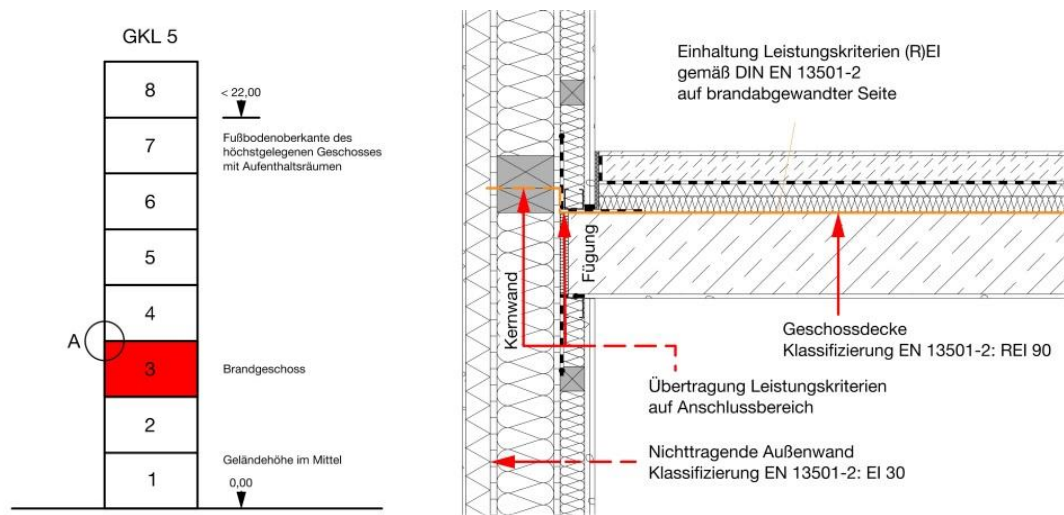 GKL 5
8
7
6
5
4
3
2
1
A
< 22,00
Fußbodenoberkante des
höchstgelegenen Geschosses
mit Aufenthaltsräumen
Brandgeschoss
Geländehöhe im Mittel
0,00
Einhaltung Leistungskriterien (R)EI
gemäß DIN EN 13501-2
auf brandabgewandter Seite
Kernwand
Fügung
Geschossdecke
Klassifizierung EN 13501-2: REI 90
Übertragung Leistungskriterien
auf Anschlussbereich
Nichttragende Außenwand
Klassifizierung EN 13501-2: EI 30